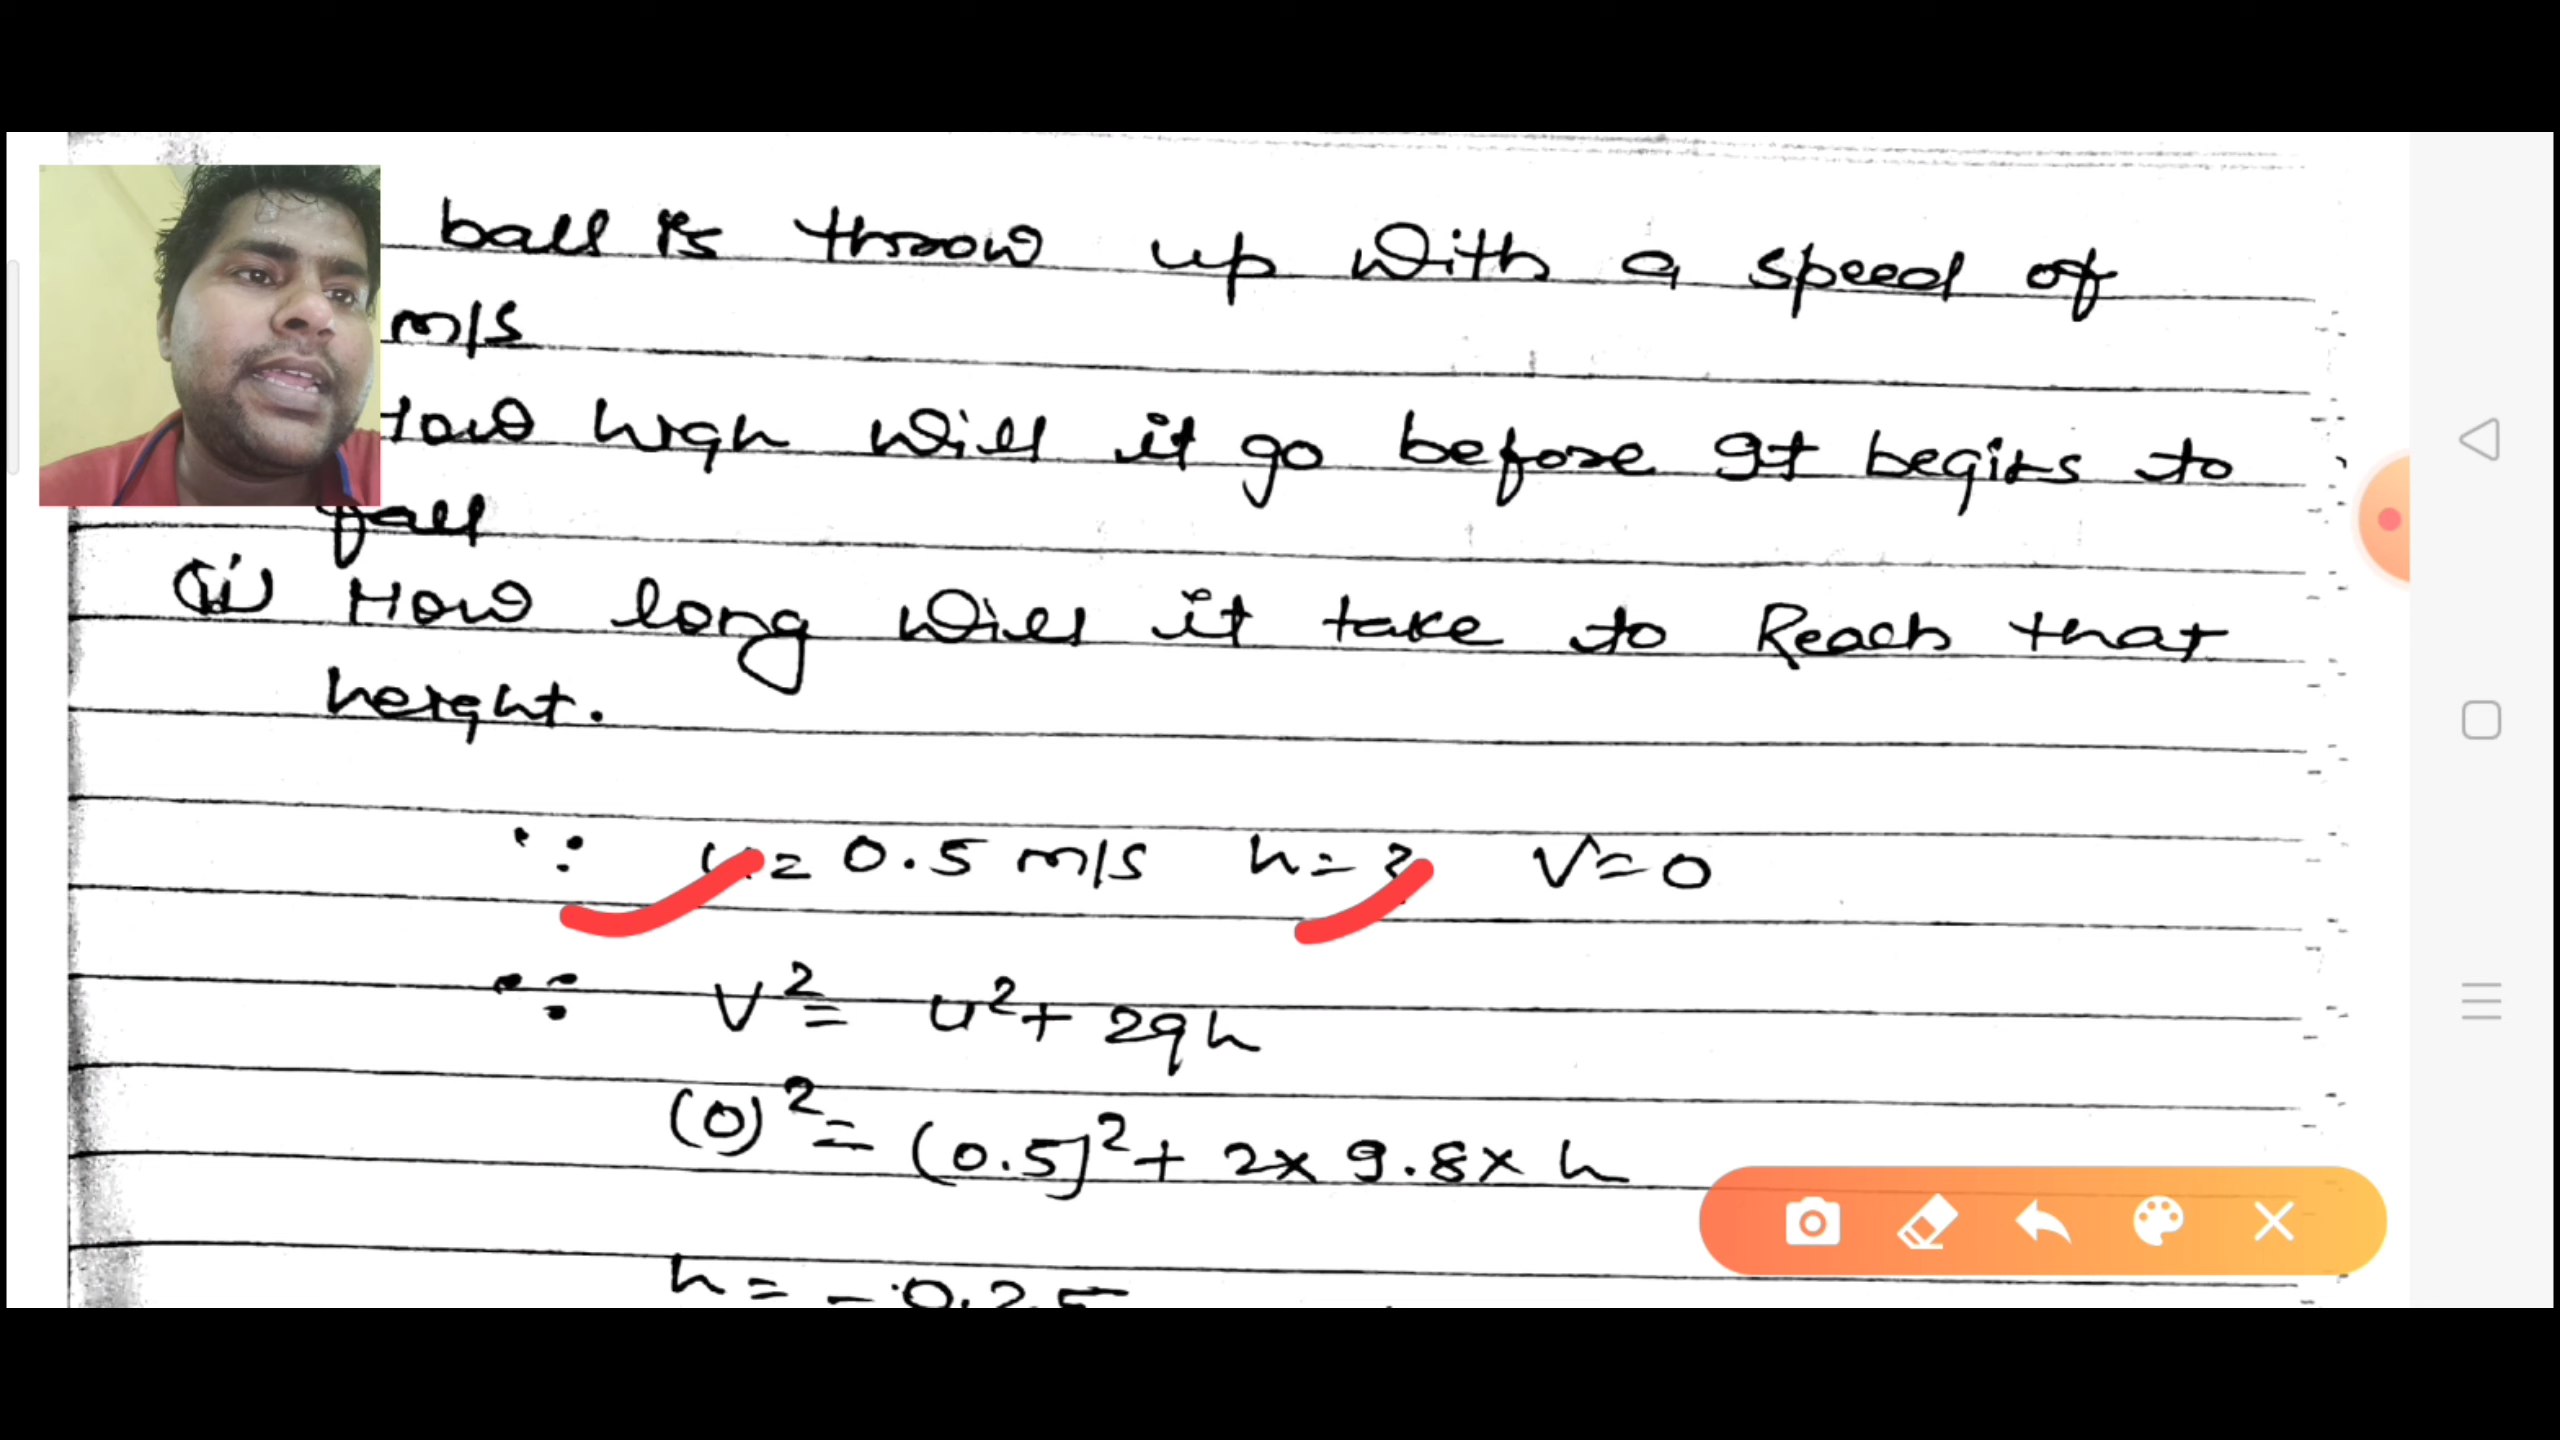 ball is throw up with a speed of
m/s
How high will it go before It begins to
fall
(ii) How long will it take to Reach that
height.
∵ u = 0.5 m/s h = ? V = 0
∵ V² = u² + 2gh
(0)² = (0.5)² + 2 x 9.8 x h
h = - 0.25